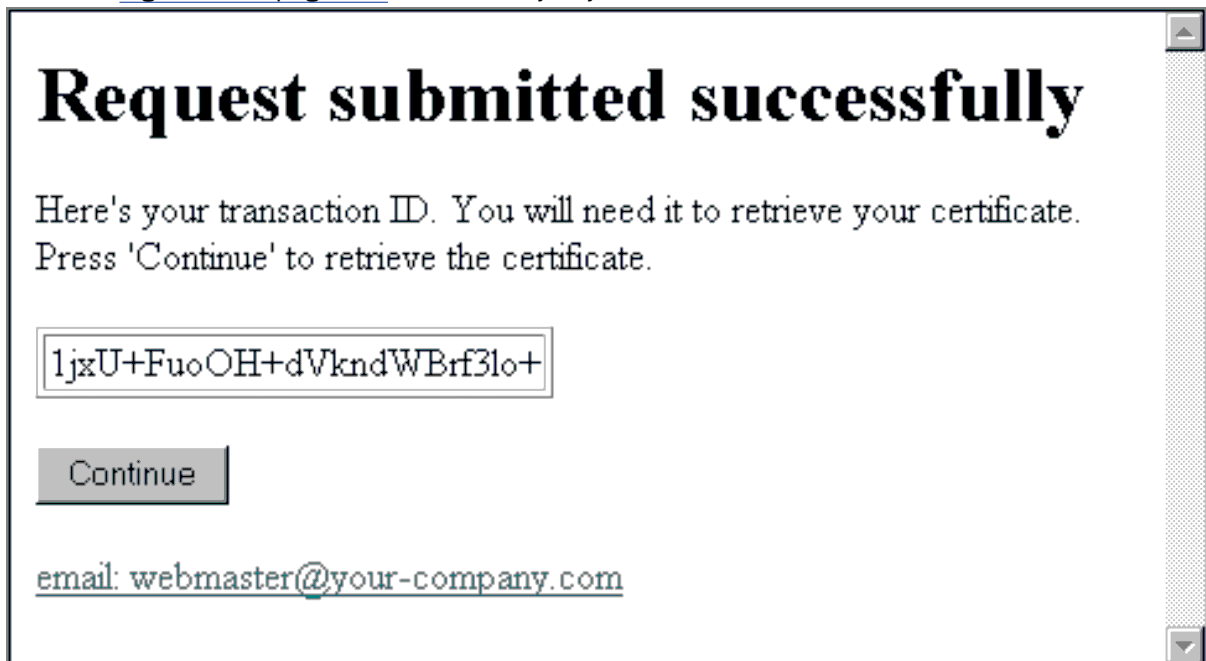 Request submitted successfully
Here's your transaction ID. You will need it to retrieve your certificate.
Press 'Continue' to retrieve the certificate.
1jxU+FuoOH+dVkndWBrf3lo+
Continue
email: webmaster@your-company.com